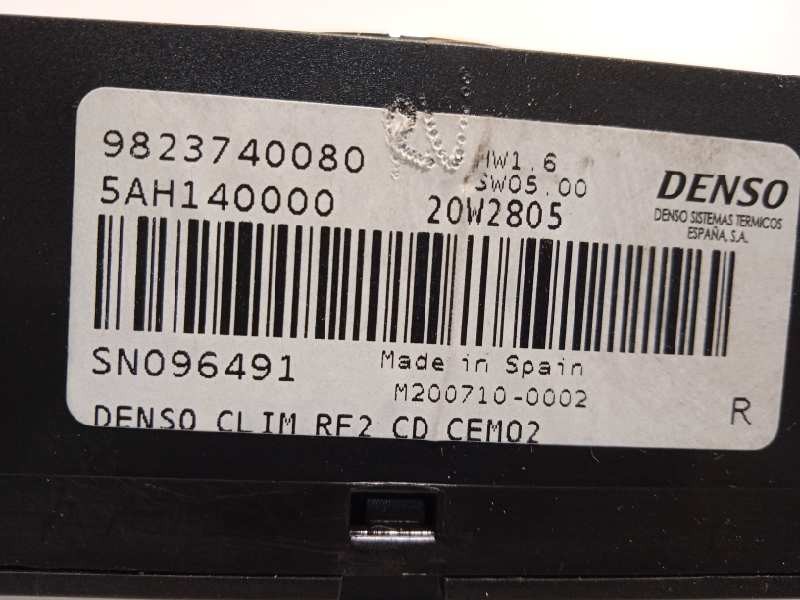 9823740080
HW1.6
SW05.00
5AH140000
20W2805
DENSO
DENSO SISTEMAS TERMICOS
ESPAÑA, S.A.
SN096491
Made in Spain
M200710-0002
R
DENSO CLIM RF2 CD CEM02